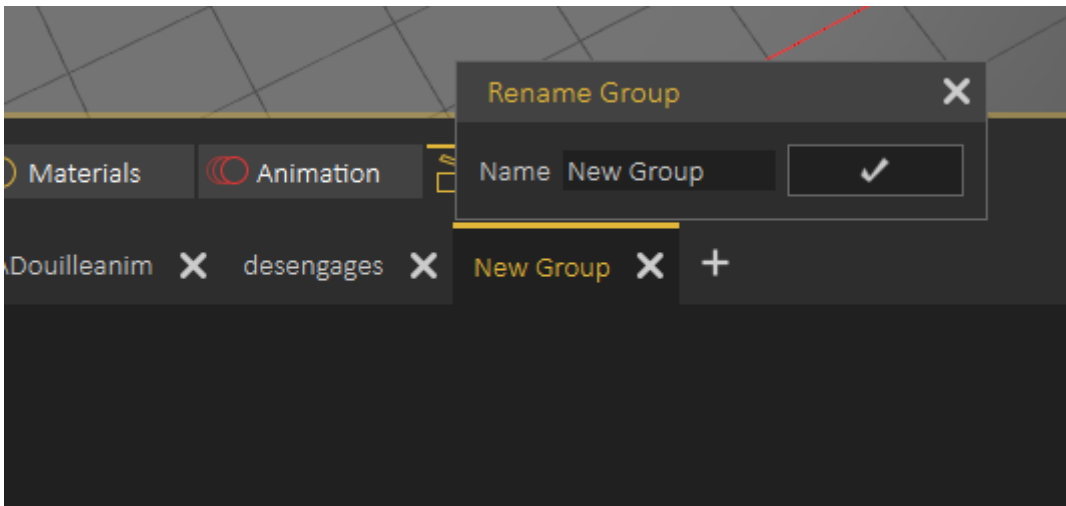 Rename Group
Materials
Animation
Name New Group
Douilleanim desengages New Group +